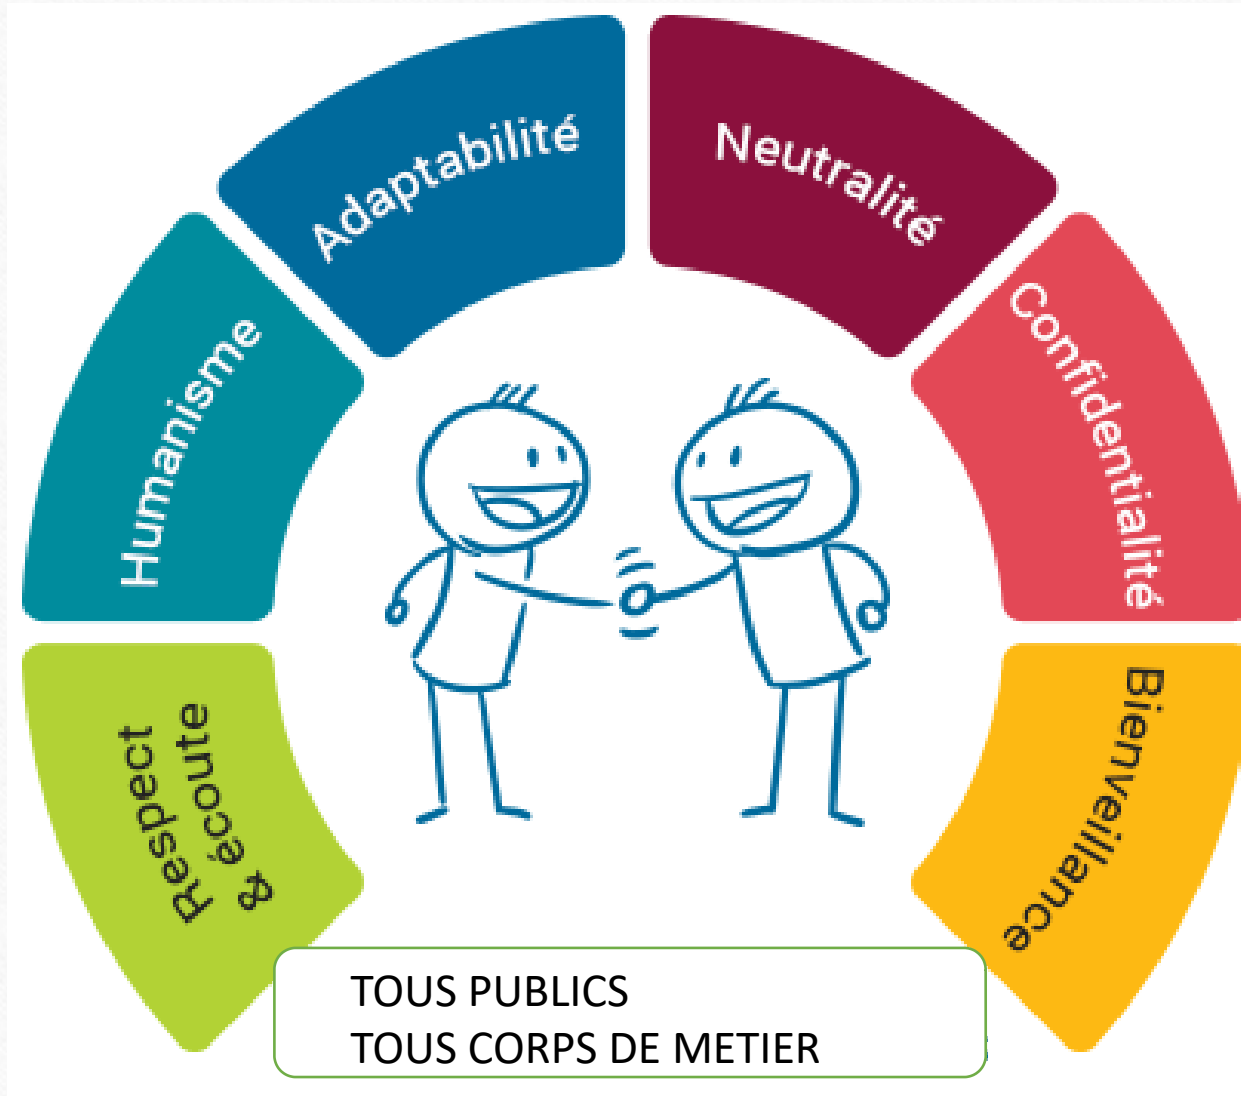 Respect
& écoute
Humanisme
Adaptabilité
Neutralité
Confidentialité
Bienveillance
TOUS PUBLICS
TOUS CORPS DE METIER